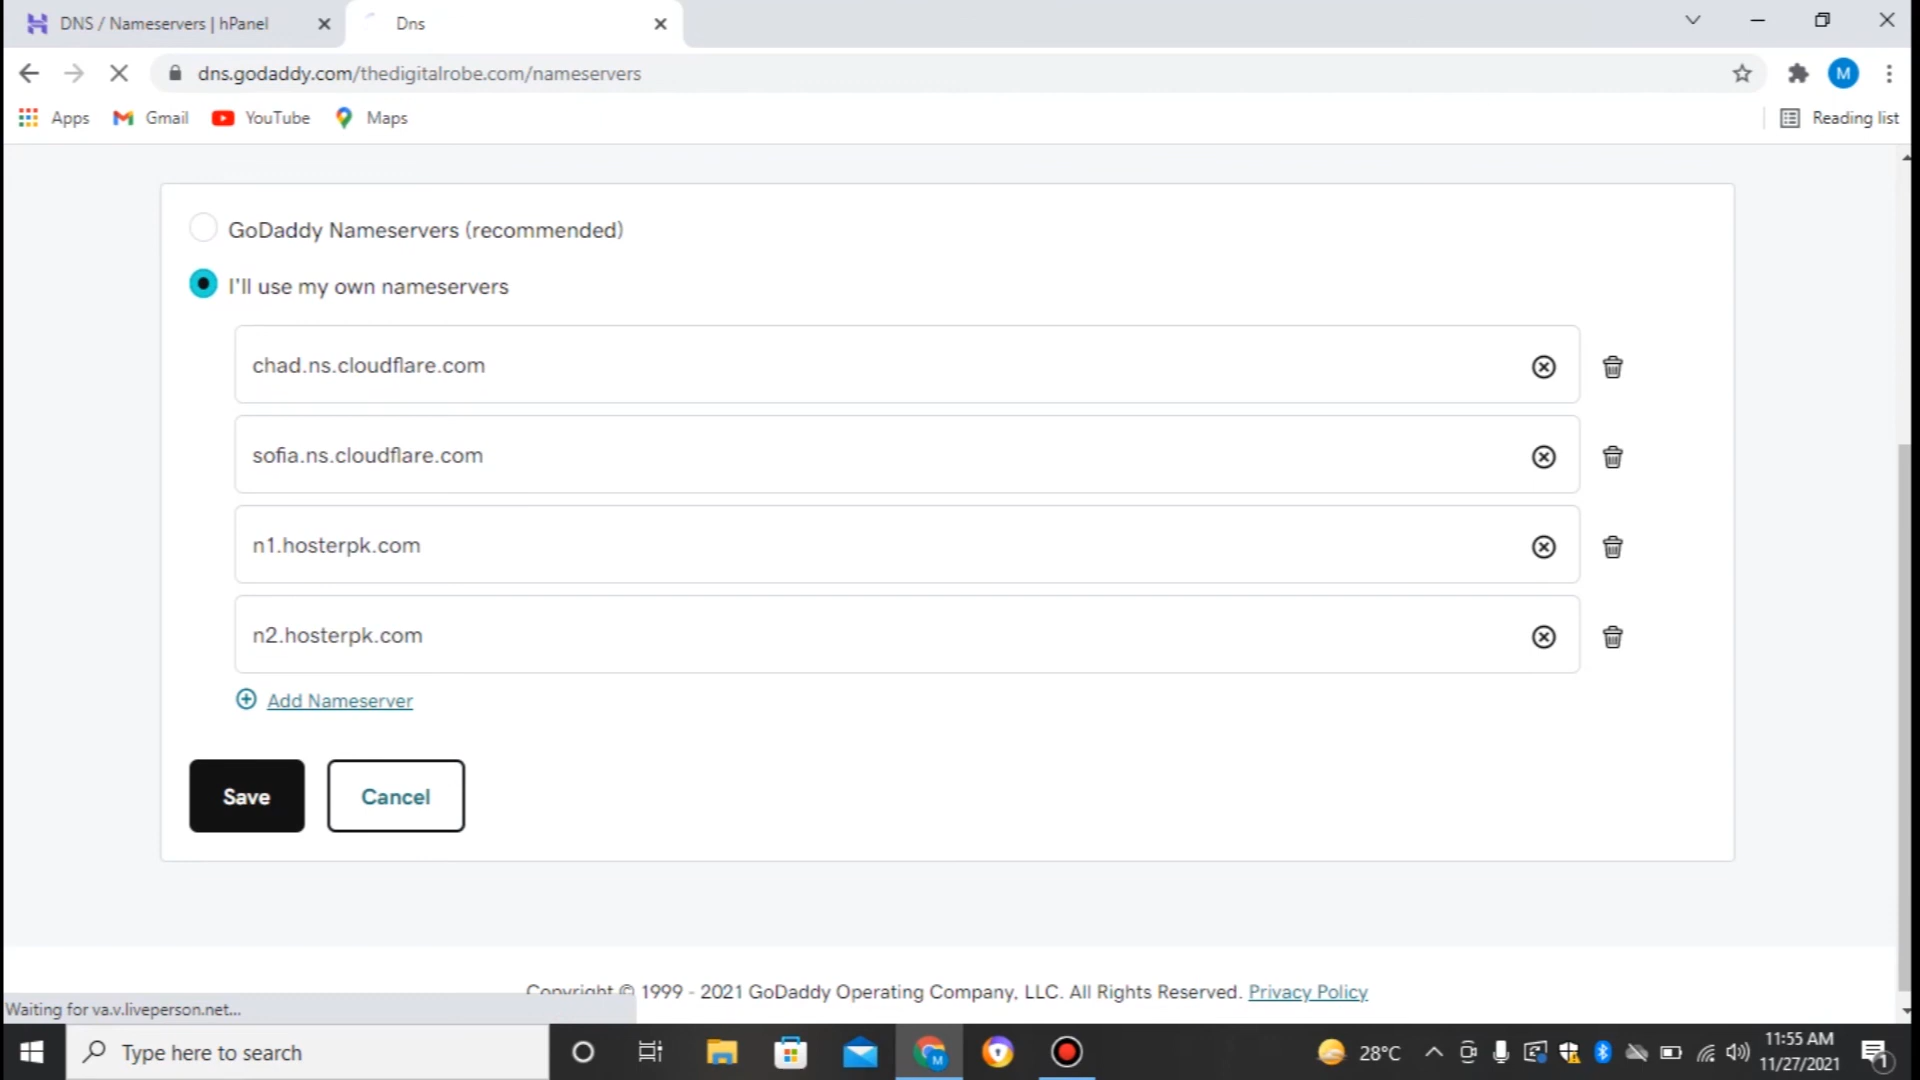 DNS / Nameservers | hPanel
Dns
dns.godaddy.com/thedigitalrobe.com/nameservers
M
Apps
Gmail
YouTube
Maps
Reading list
GoDaddy Nameservers (recommended)
I'll use my own nameservers
chad.ns.cloudflare.com
sofia.ns.cloudflare.com
n1.hosterpk.com
n2.hosterpk.com
Add Nameserver
Save
Cancel
Copyright © 1999 - 2021 GoDaddy Operating Company, LLC. All Rights Reserved. Privacy Policy
Waiting for va.v.liveperson.net...
Type here to search
M
28°C
11:55 AM
11/27/2021
1